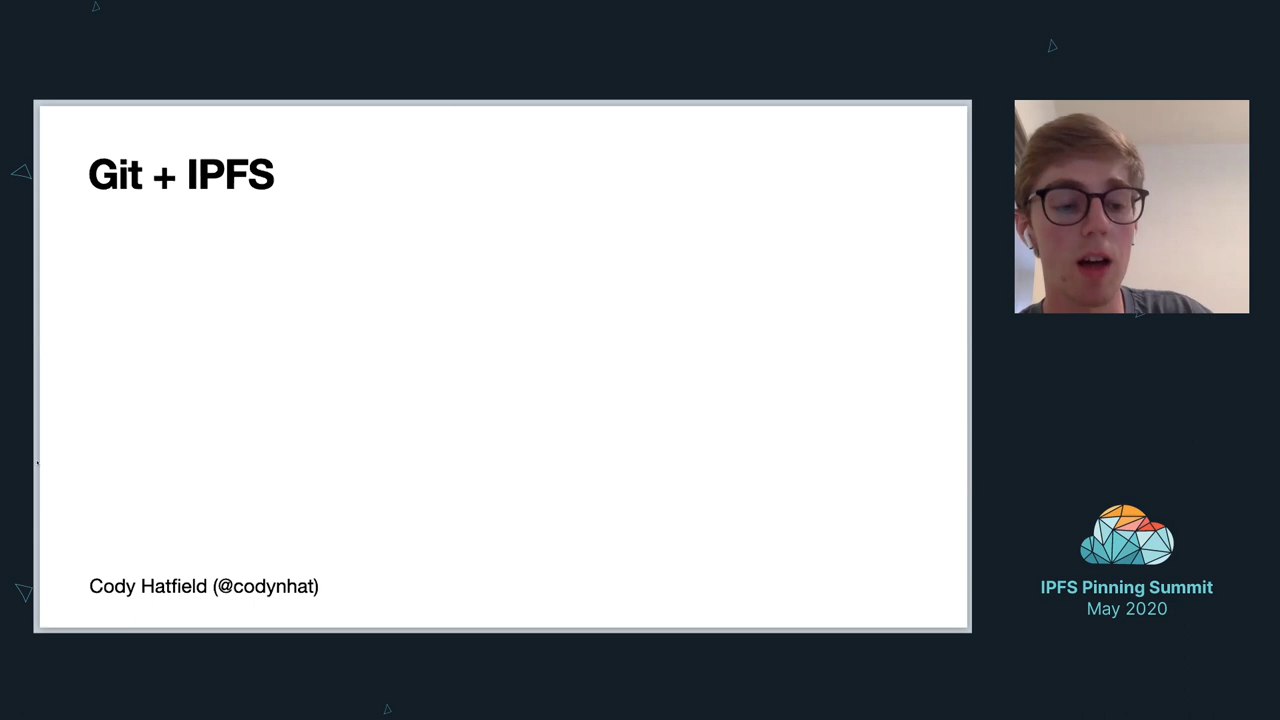 Git + IPFS
Cody Hatfield (@codynhat)
IPFS Pinning Summit
May 2020